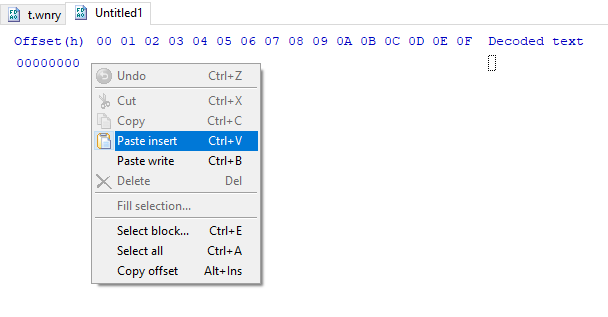 t.wnry Untitled1
Offset(h) 00 01 02 03 04 05 06 07 08 09 0A 0B 0C 0D 0E 0F Decoded text
00000000
Undo Ctrl+Z
Cut Ctrl+X
Copy Ctrl+C
Paste insert Ctrl+V
Paste write Ctrl+B
Delete Del
Fill selection...
Select block... Ctrl+E
Select all Ctrl+A
Copy offset Alt+Ins